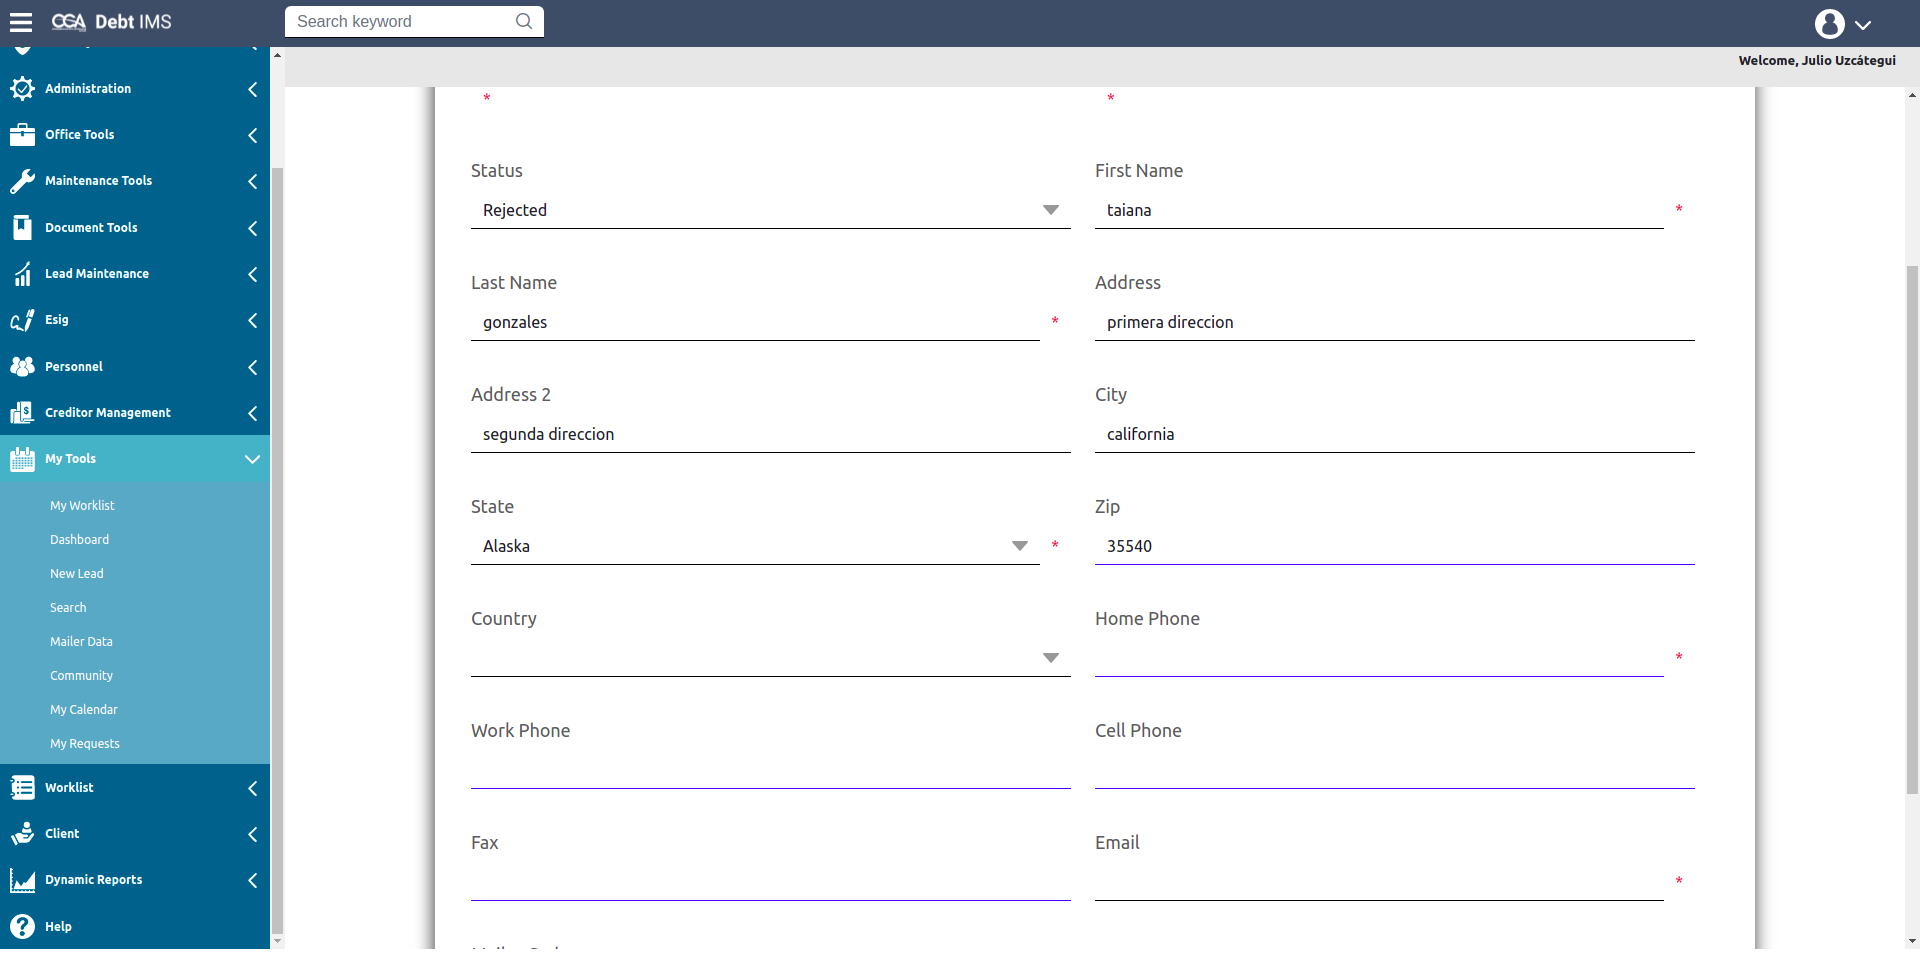 CGA Debt IMS
Search keyword
Welcome, Julio Uzcátegui
Administration
Office Tools
Maintenance Tools
Document Tools
Lead Maintenance
Esig
Personnel
Creditor Management
My Tools
My Worklist
Dashboard
New Lead
Search
Mailer Data
Community
My Calendar
My Requests
Worklist
Client
Dynamic Reports
Help
* *
Status
Rejected
First Name
taiana *
Last Name
gonzales *
Address
primera direccion
Address 2
segunda direccion
City
california
State
Alaska *
Zip
35540
Country
Home Phone
*
Work Phone
Cell Phone
Fax
Email
*